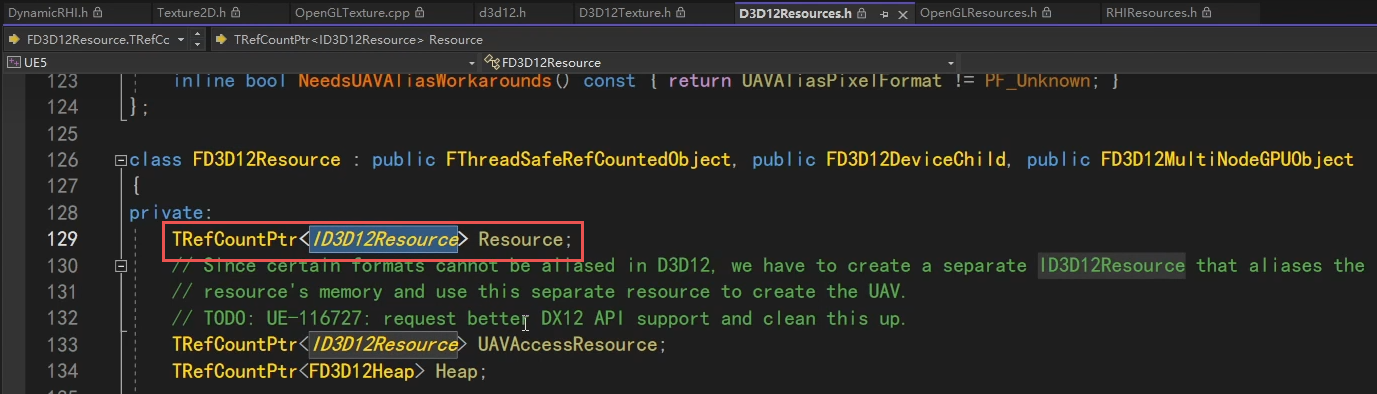 DynamicRHI.h Texture2D.h OpenGLTexture.cpp d3d12.h D3D12Texture.h D3D12Resources.h OpenGLResources.h RHIResources.h
FD3D12Resource.TRefCc TRefCountPtr<ID3D12Resource> Resource
UE5 FD3D12Resource
123 inline bool NeedsUAVAliasWorkarounds() const { return UAVAliasPixelFormat != PF_Unknown; }
124 };
125
126 class FD3D12Resource : public FThreadSafeRefCountedObject, public FD3D12DeviceChild, public FD3D12MultiNodeGPUObject
127 {
128 private:
129 TRefCountPtr<ID3D12Resource> Resource;
130 // Since certain formats cannot be aliased in D3D12, we have to create a separate ID3D12Resource that aliases the
131 // resource's memory and use this separate resource to create the UAV.
132 // TODO: UE-116727: request better DX12 API support and clean this up.
133 TRefCountPtr<ID3D12Resource> UAVAccessResource;
134 TRefCountPtr<FD3D12Heap> Heap;